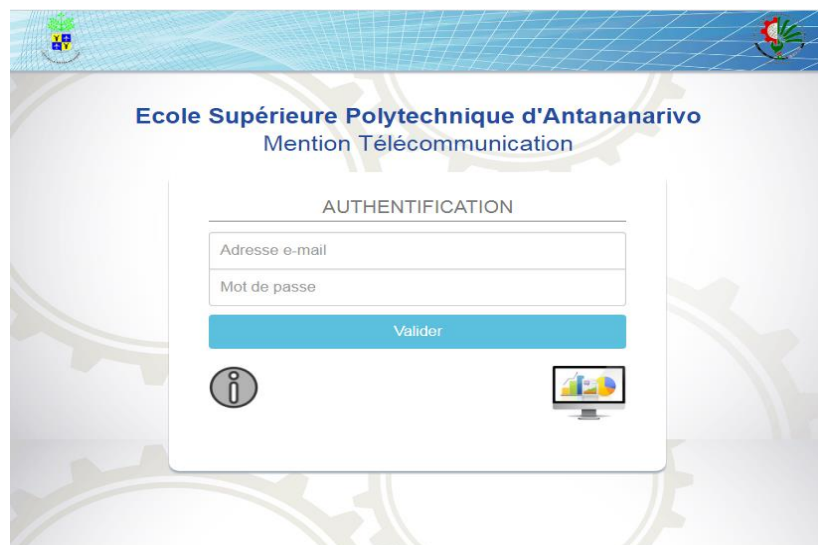 Ecole Supérieure Polytechnique d'Antananarivo
Mention Télécommunication
AUTHENTIFICATION
Adresse e-mail
Mot de passe
Valider